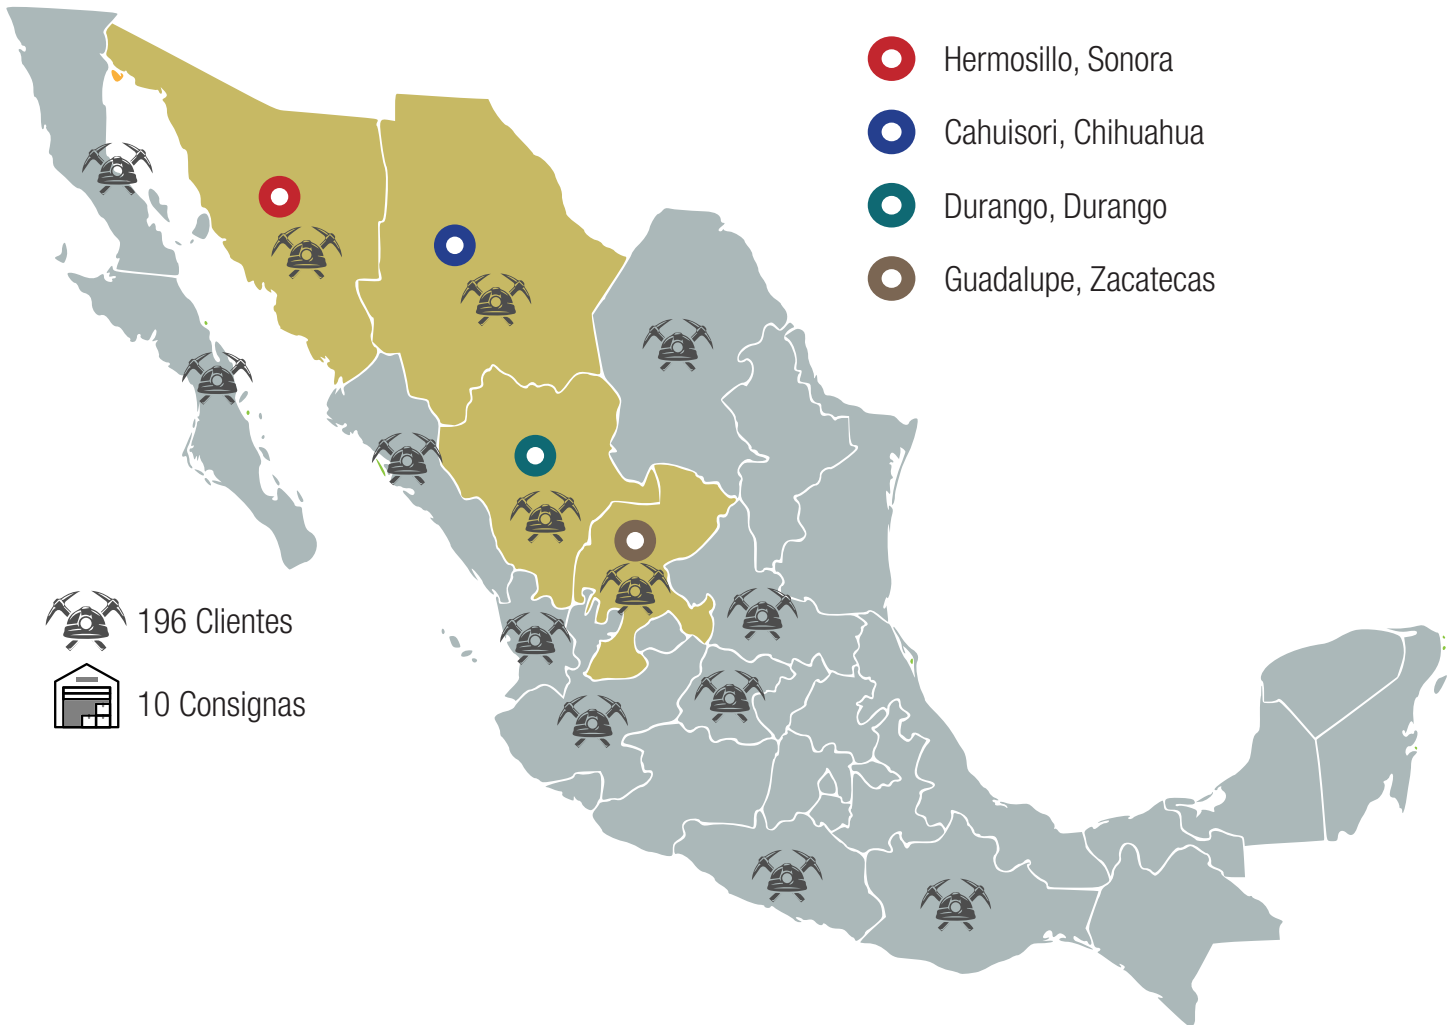 Hermosillo, Sonora
Cahuisori, Chihuahua
Durango, Durango
Guadalupe, Zacatecas
196 Clientes
10 Consignas